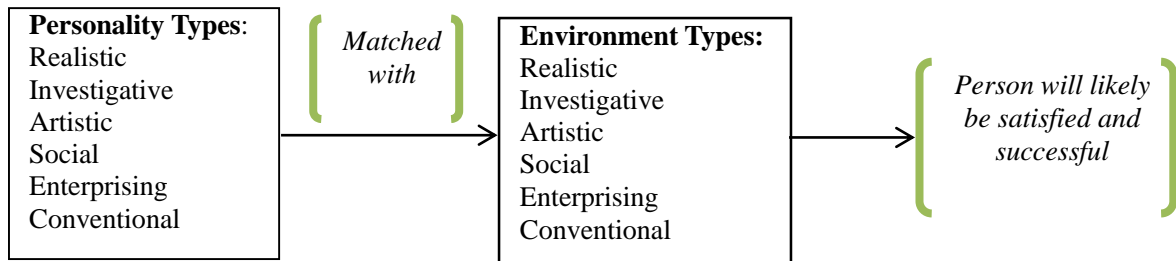 Personality Types:
Realistic
Investigative
Artistic
Social
Enterprising
Conventional
Matched
with
Environment Types:
Realistic
Investigative
Artistic
Social
Enterprising
Conventional
Person will likely
be satisfied and
successful